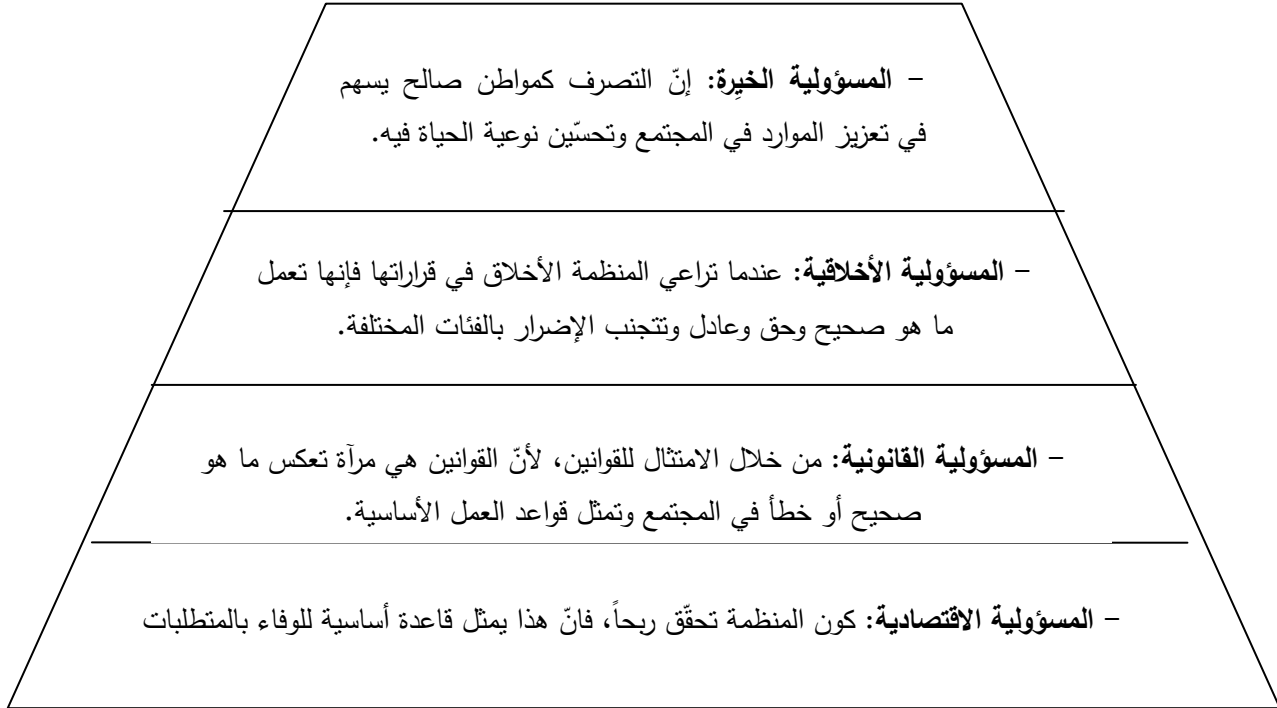 - المسؤولية الخيِرة: إنّ التصرف كمواطن صالح يسهم
في تعزيز الموارد في المجتمع وتحسّين نوعية الحياة فيه.
- المسؤولية الأخلاقية: عندما تراعي المنظمة الأخلاق في قراراتها فإنها تعمل
ما هو صحيح وحق وعادل وتتجنب الإضرار بالفئات المختلفة.
- المسؤولية القانونية: من خلال الامتثال للقوانين، لأنّ القوانين هي مرآة تعكس ما هو
صحيح أو خطأ في المجتمع وتمثل قواعد العمل الأساسية.
- المسؤولية الاقتصادية: كون المنظمة تحقّق ربحاً، فانّ هذا يمثل قاعدة أساسية للوفاء بالمتطلبات